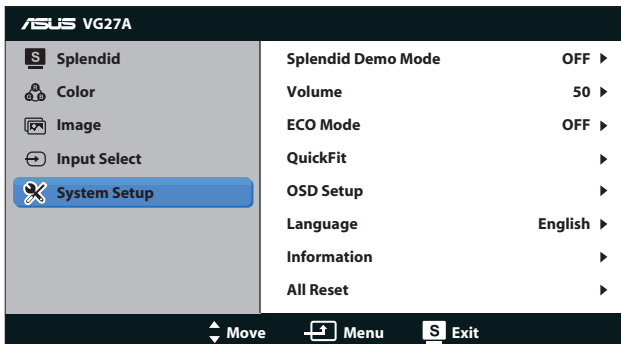 ASUS VG27A
S Splendid
Color
Image
Input Select
System Setup
Splendid Demo Mode OFF
Volume 50
ECO Mode OFF
QuickFit
OSD Setup
Language English
Information
All Reset
Move Menu S Exit